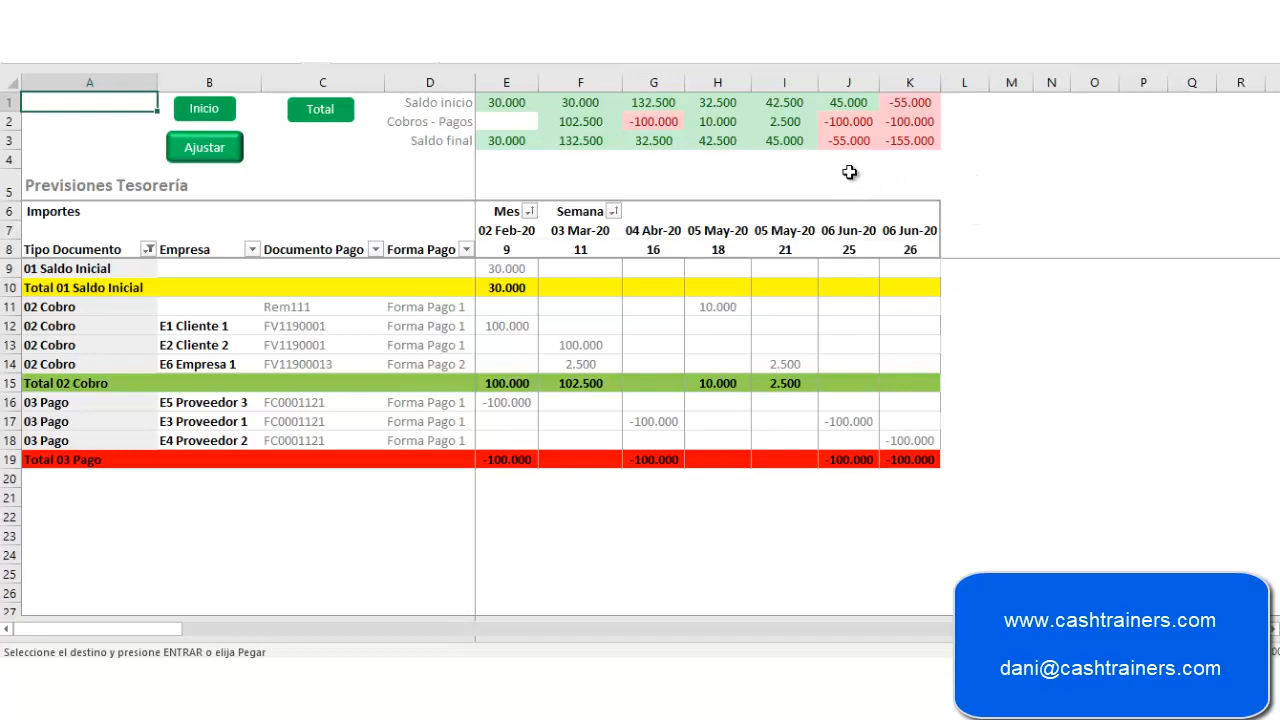 A B C D E F G H I J K L M N O P Q R
1 Inicio Total Saldo inicio 30.000 30.000 132.500 32.500 42.500 45.000 -55.000
2 Cobros - Pagos 102.500 -100.000 10.000 2.500 -100.000 -100.000
3 Ajustar Saldo final 30.000 132.500 32.500 42.500 45.000 -55.000 -155.000
4
5 Previsiones Tesorería
6 Importes Mes Semana
7 02 Feb-20 03 Mar-20 04 Abr-20 05 May-20 05 May-20 06 Jun-20 06 Jun-20
8 Tipo Documento Empresa Documento Pago Forma Pago 9 11 16 18 21 25 26
9 01 Saldo Inicial 30.000
10 Total 01 Saldo Inicial 30.000
11 02 Cobro Rem111 Forma Pago 1 10.000
12 02 Cobro E1 Cliente 1 FV1190001 Forma Pago 1 100.000
13 02 Cobro E2 Cliente 2 FV1190001 Forma Pago 1 100.000
14 02 Cobro E6 Empresa 1 FV11900013 Forma Pago 2 2.500 2.500
15 Total 02 Cobro 100.000 102.500 10.000 2.500
16 03 Pago E5 Proveedor 3 FC0001121 Forma Pago 1 -100.000
17 03 Pago E3 Proveedor 1 FC0001121 Forma Pago 1 -100.000 -100.000
18 03 Pago E4 Proveedor 2 FC0001121 Forma Pago 1 -100.000
19 Total 03 Pago -100.000 -100.000 -100.000 -100.000
20
21
22
23
24
25
26
27
www.cashtrainers.com
Seleccione el destino y presione ENTRAR o elija Pegar
dani@cashtrainers.com